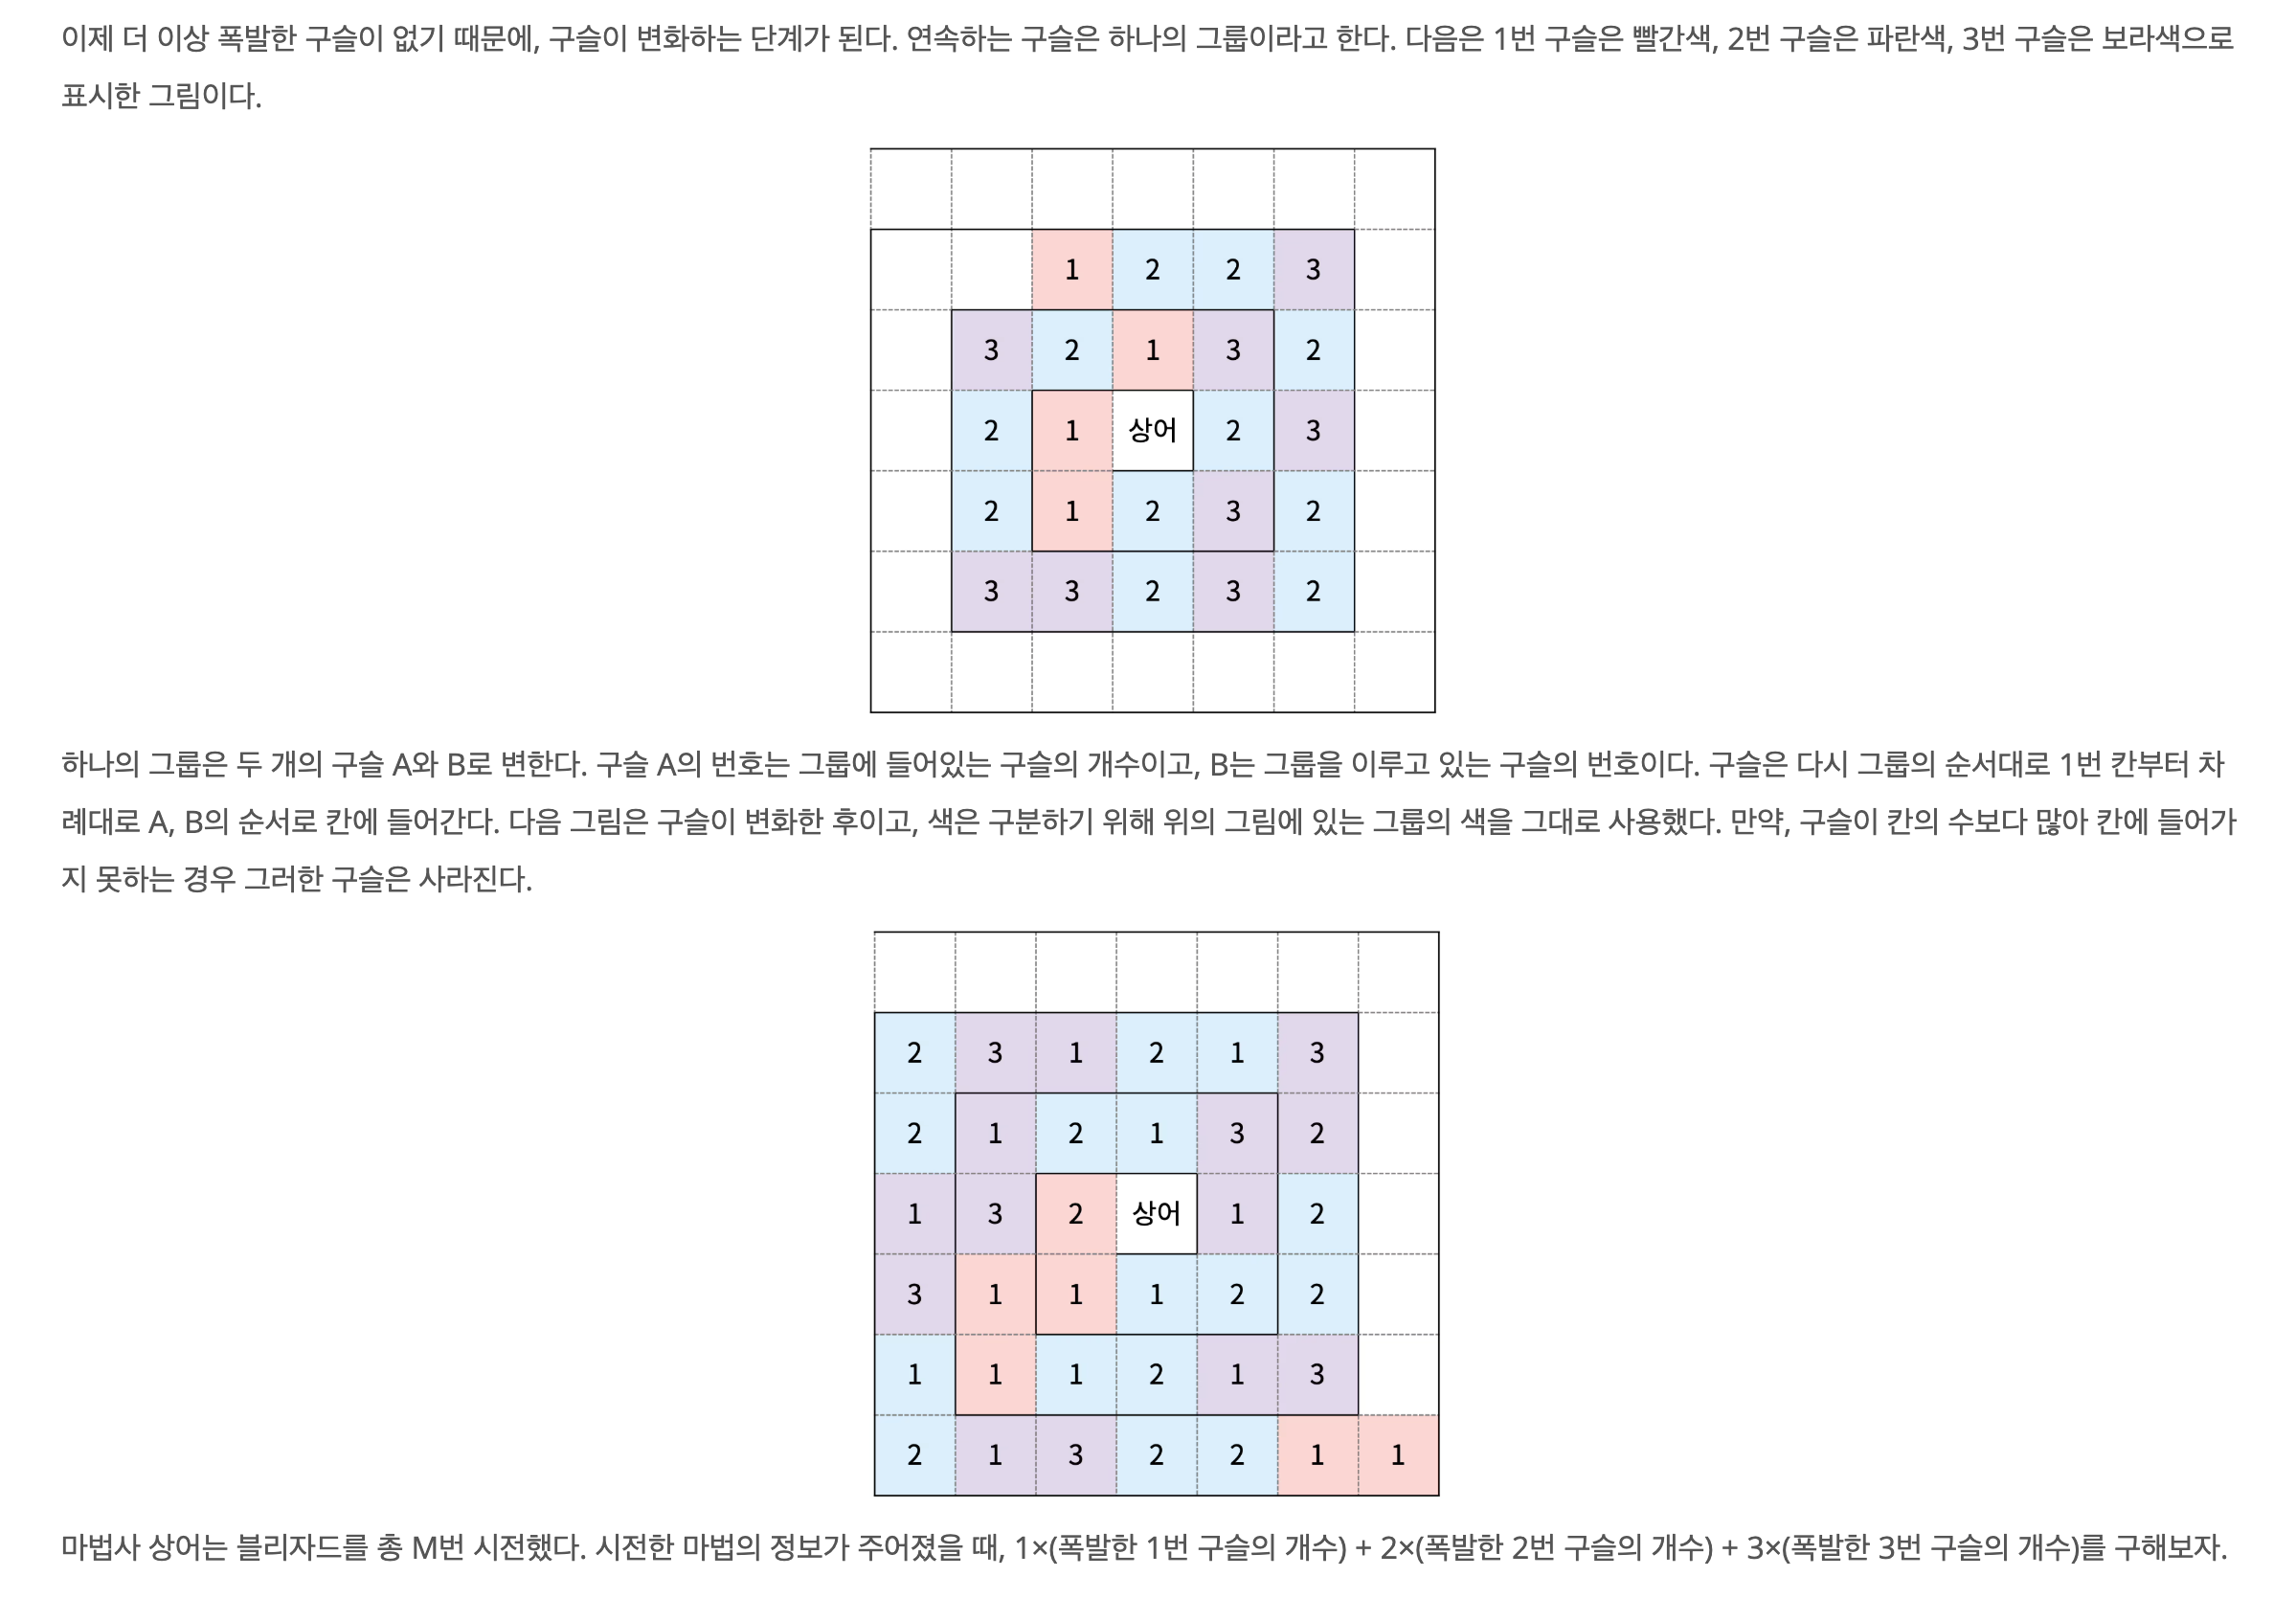 이제 더 이상 폭발한 구슬이 없기 때문에, 구슬이 변화하는 단계가 된다. 연속하는 구슬은 하나의 그룹이라고 한다. 다음은 1번 구슬은 빨간색, 2번 구슬은 파란색, 3번 구슬은 보라색으로
표시한 그림이다.
1 2 2 3
3 2 1 3 2
2 1 상어 2 3
2 1 2 3 2
3 3 2 3 2
하나의 그룹은 두 개의 구슬 A와 B로 변한다. 구슬 A의 번호는 그룹에 들어있는 구슬의 개수이고, B는 그룹을 이루고 있는 구슬의 번호이다. 구슬은 다시 그룹의 순서대로 1번 칸부터 차
례대로 A, B의 순서로 칸에 들어간다. 다음 그림은 구슬이 변화한 후이고, 색은 구분하기 위해 위의 그림에 있는 그룹의 색을 그대로 사용했다. 만약, 구슬이 칸의 수보다 많아 칸에 들어가
지 못하는 경우 그러한 구슬은 사라진다.
2 3 1 2 1 3
2 1 2 1 3 2
1 3 2 상어 1 2
3 1 1 1 2 2
1 1 1 2 1 3
2 1 3 2 2 1 1
마법사 상어는 블리자드를 총 M번 시전했다. 시전한 마법의 정보가 주어졌을 때, 1×(폭발한 1번 구슬의 개수) + 2×(폭발한 2번 구슬의 개수) + 3×(폭발한 3번 구슬의 개수)를 구해보자.